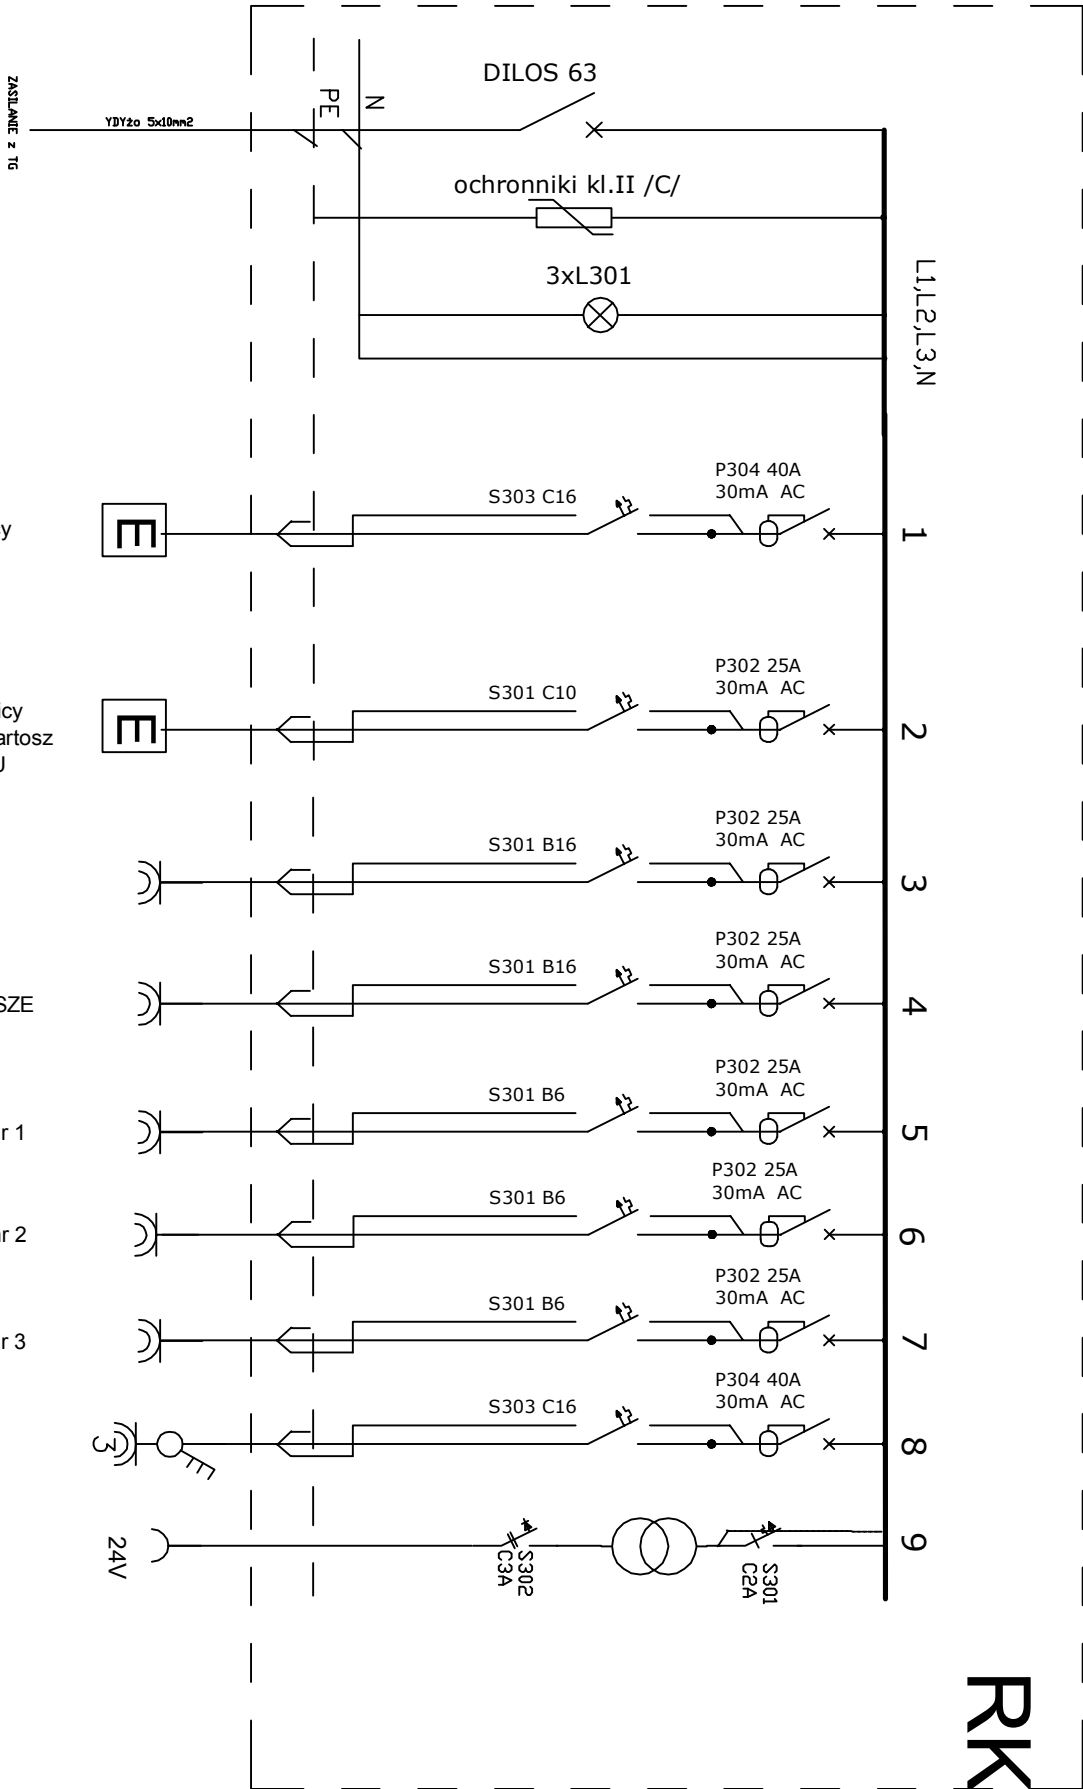 DILOS 63
N
PE
YDYżo 5x10mm2
ZASILANIE z TG
ochronniki kl.II /C/
3xL301
L1,L2,L3,N
P304 40A
30mA AC
S303 C16
1
E
P302 25A
30mA AC
S301 C10
2
E
P302 25A
30mA AC
S301 B16
3
P302 25A
30mA AC
S301 B16
4
P302 25A
30mA AC
S301 B6
r 1
5
P302 25A
30mA AC
S301 B6
r 2
6
P302 25A
30mA AC
S301 B6
r 3
7
P304 40A
30mA AC
S303 C16
3
8
24V
S302
C3A
S301
C2A
9
RK